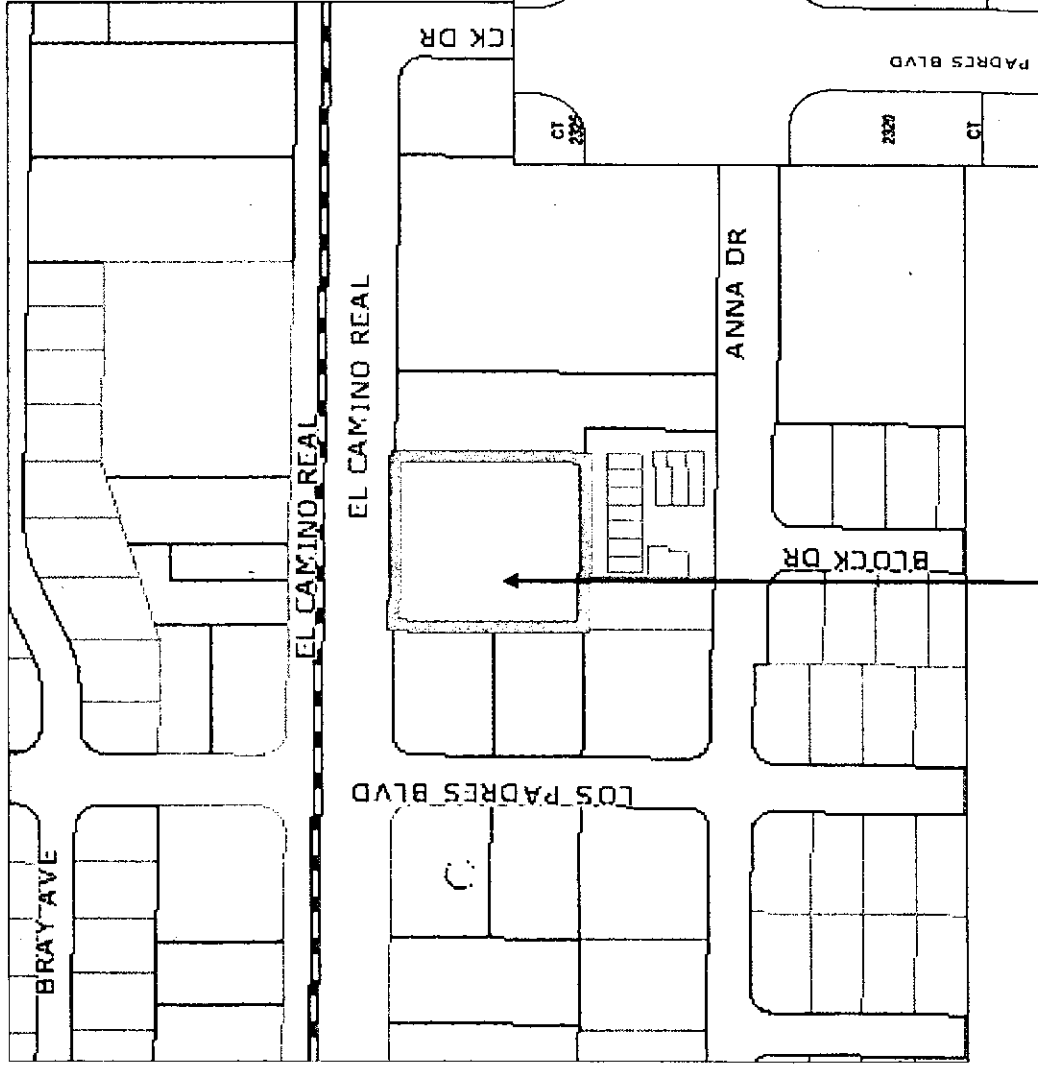 CK DR
PADRES BLVD
CT
2325
2320
CT
ANNA DR
EL CAMINO REAL
EL CAMINO REAL
BLOCK DR
LOS PADRES BLVD
BRAY AVE